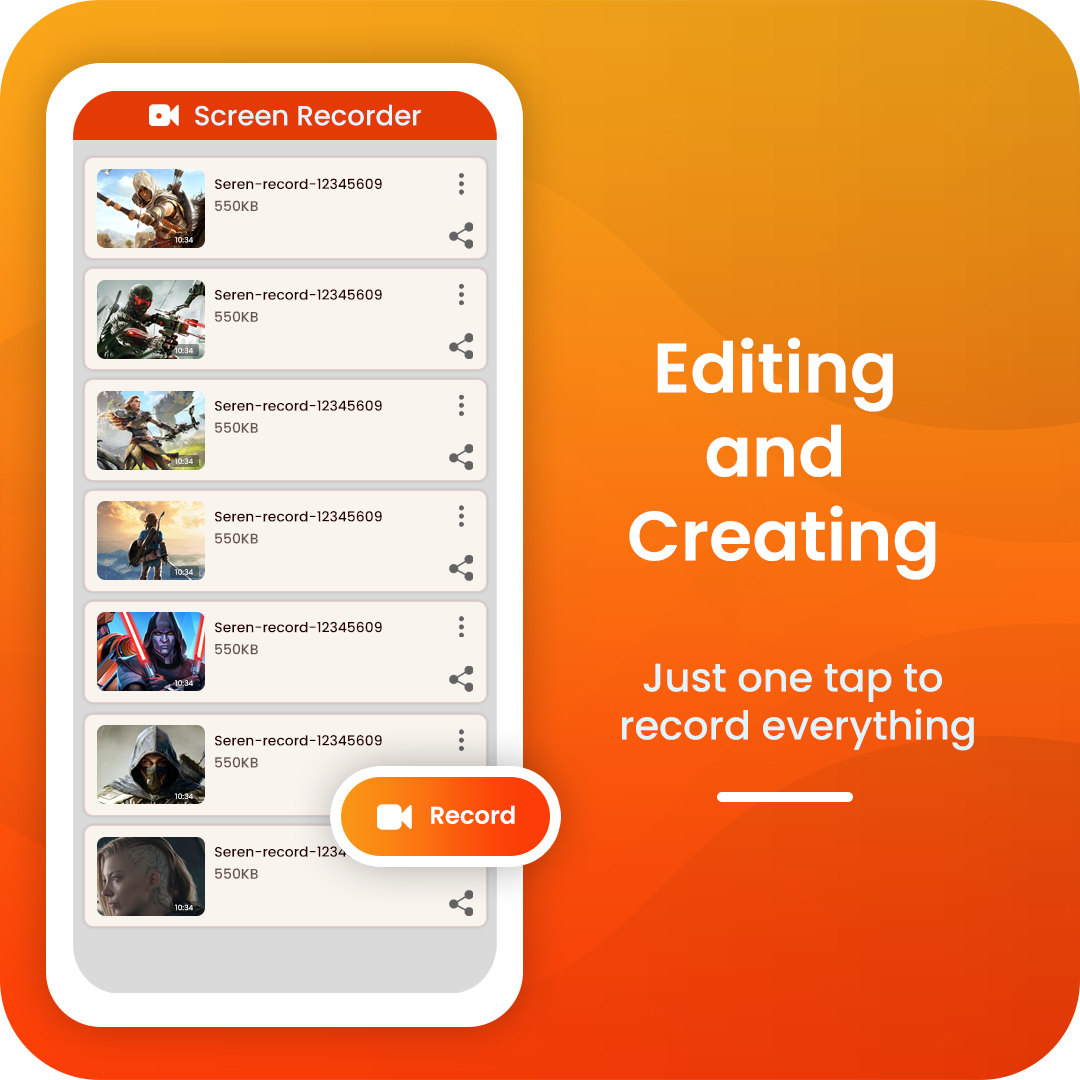 Screen Recorder
Seren-record-12345609
550KB
10:34
Seren-record-12345609
550KB
10:34
Seren-record-12345609
550KB
10:34
Seren-record-12345609
550KB
10:34
Seren-record-12345609
550KB
10:34
Seren-record-12345609
550KB
10:34
Record
Seren-record-1234
550KB
10:34
Editing
and
Creating
Just one tap to
record everything